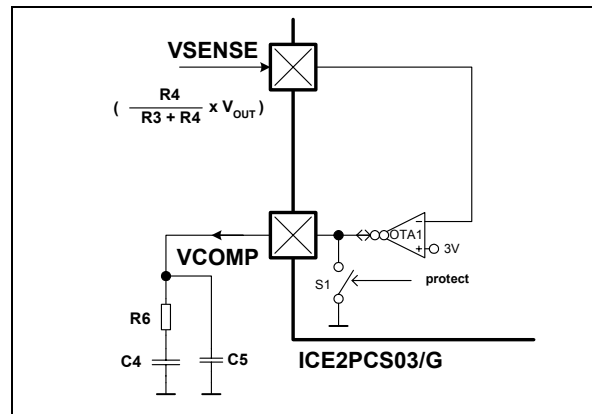 VSENSE
( R4 / R3 + R4 x VOUT)
OTA1
−
+
3V
VCOMP
S1
protect
R6
C4
C5
ICE2PCS03/G